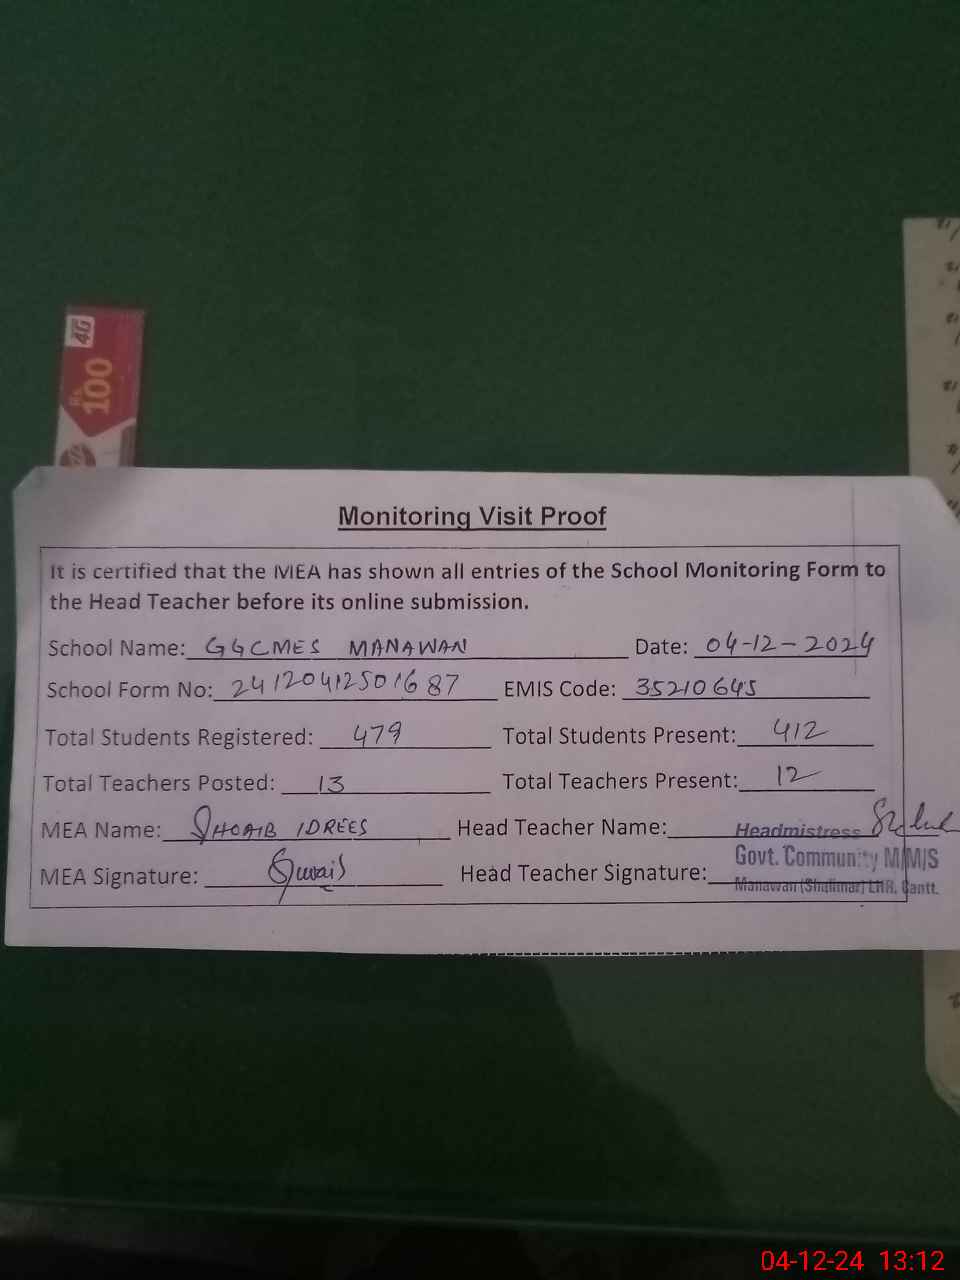 4G
Rs.
100
Monitoring Visit Proof
It is certified that the MEA has shown all entries of the School Monitoring Form to
the Head Teacher before its online submission.
School Name: GGCMES MANAWAN Date: 04-12-2024
School Form No: 24120412501687 EMIS Code: 35210645
Total Students Registered: 479 Total Students Present: 412
Total Teachers Posted: 13 Total Teachers Present: 12
MEA Name: SHOAIB IDREES Head Teacher Name: Headmistress
Govt. Community M/M/S
MEA Signature: Head Teacher Signature:
Manawan (Shalimar) LHR. Cantt.
04-12-24 13:12